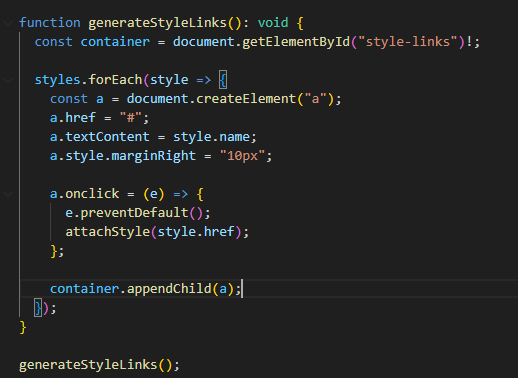 function generateStyleLinks(): void {
const container = document.getElementById("style-links")!;
styles.forEach(style => {
const a = document.createElement("a");
a.href = "#";
a.textContent = style.name;
a.style.marginRight = "10px";
a.onclick = (e) => {
e.preventDefault();
attachStyle(style.href);
};
container.appendChild(a);
});
}
generateStyleLinks();